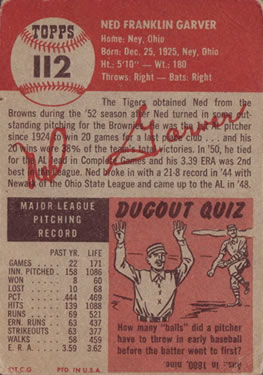 TOPPS
112
NED FRANKLIN GARVER
Home: Ney, Ohio
Born: Dec. 25, 1925, Ney, Ohio
Ht.: 5'10" — Wt.: 180
Throws: Right — Bats: Right
The Tigers obtained Ned from the
Browns during the '52 season after Ned turned in some out-
standing pitching for the Browns. He was the first pitcher
since 1924 to win 20 games for a last place club . . . and his
20 wins were 38% of the team's total victories. In '50, he tied
for the lead in Complete Games and his 3.39 ERA was 2nd
best in the AL. Ned broke in with a 21-8 record in '44 with
Newark of the Ohio State League and came up to the AL in '48.
Ned Garver
MAJOR LEAGUE
PITCHING
RECORD
PAST YR. LIFE
GAMES 22 171
INN. PITCHED 158 1086
WON 8 60
LOST 10 68
PCT. .444 .469
HITS 139 1088
RUNS 69 521
ERN. RUNS 63 437
STRIKEOUTS 63 377
WALKS 58 459
E. R. A. 3.59 3.62
©T.C.G. PTD. IN U.S.A.
DUGOUT QUIZ
How many "balls" did a pitcher
have to throw in early baseball
before the batter went to first?
Ans: In 1880, nine